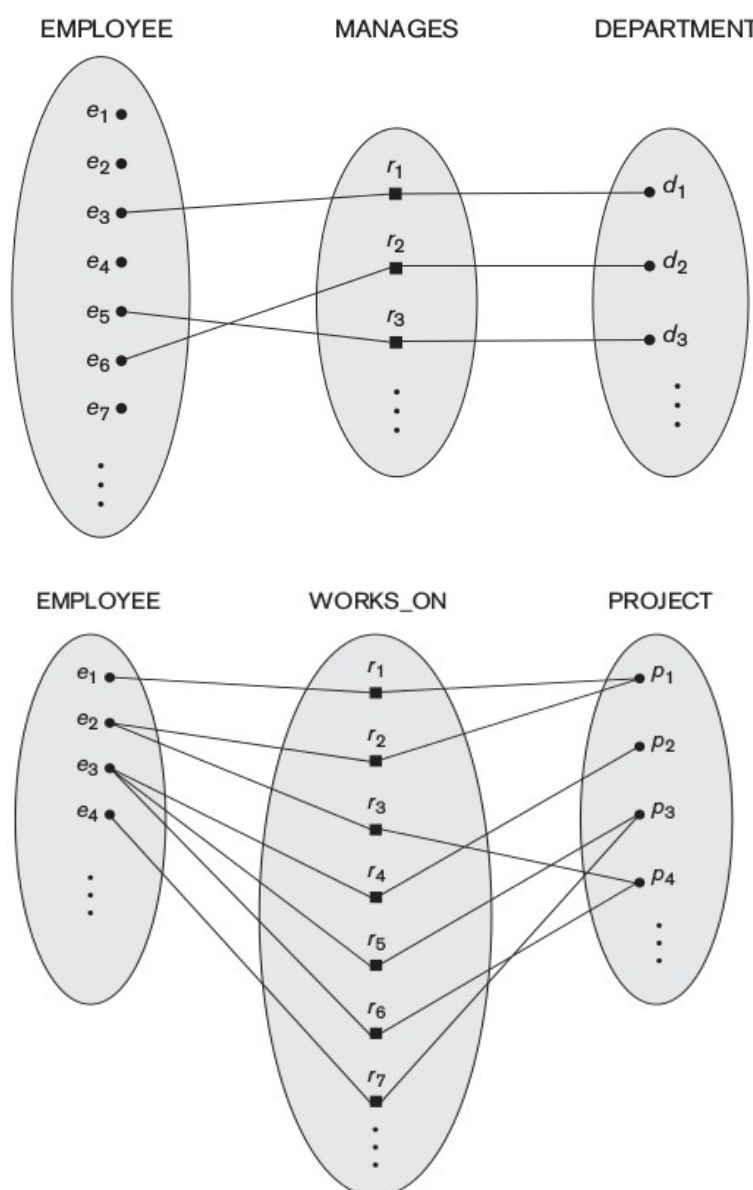 EMPLOYEE MANAGES DEPARTMENT
e1
e2
e3
e4
e5
e6
e7
r1
r2
r3
d1
d2
d3
EMPLOYEE WORKS_ON PROJECT
e1
e2
e3
e4
r1
r2
r3
r4
r5
r6
r7
p1
p2
p3
p4